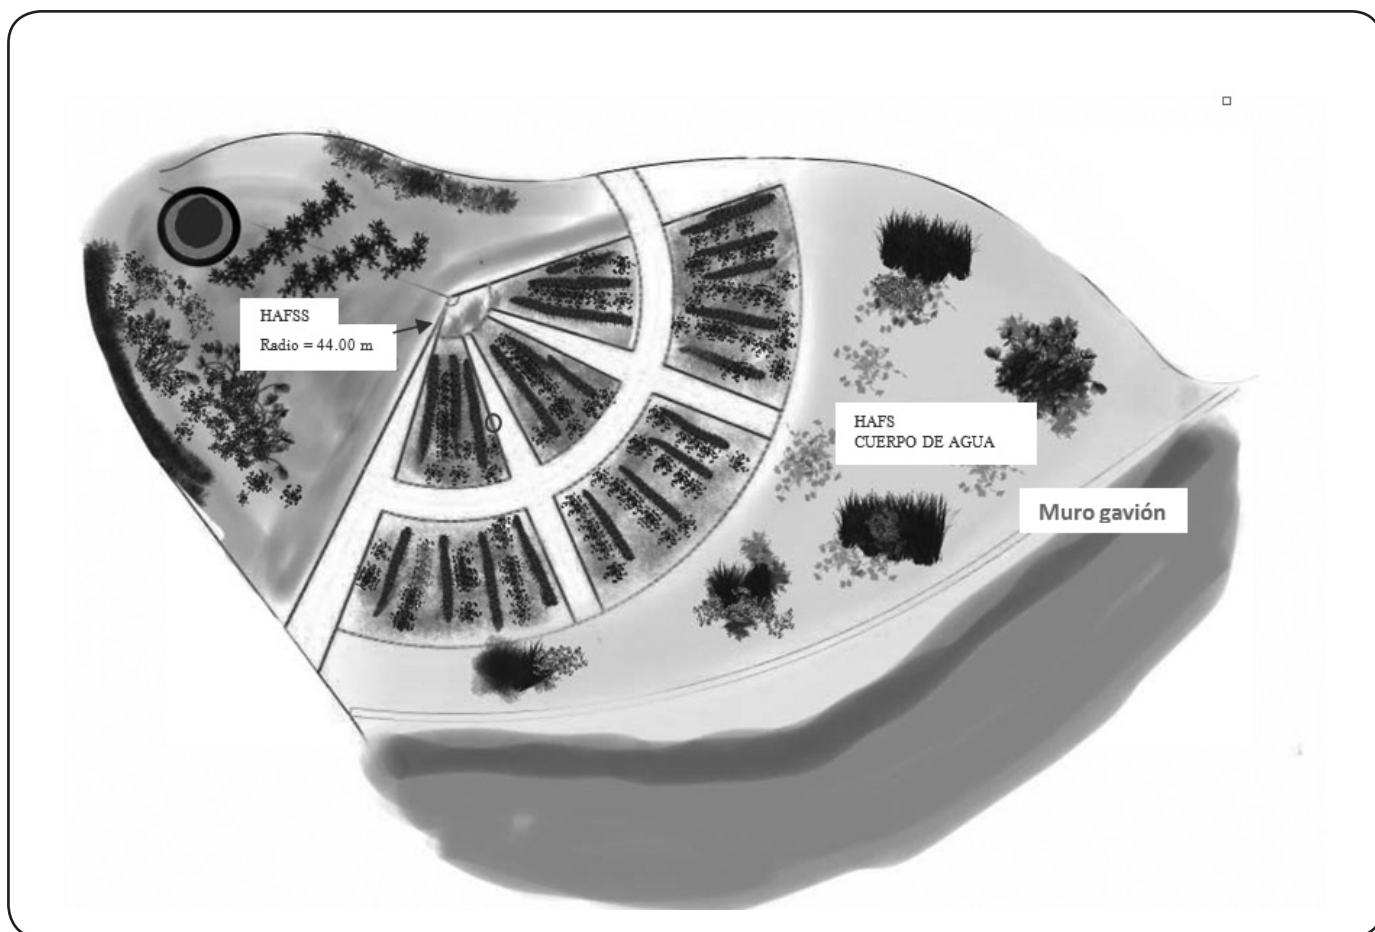 HAFSS
Radio = 44.00 m
HAFS
CUERPO DE AGUA
Muro gavión